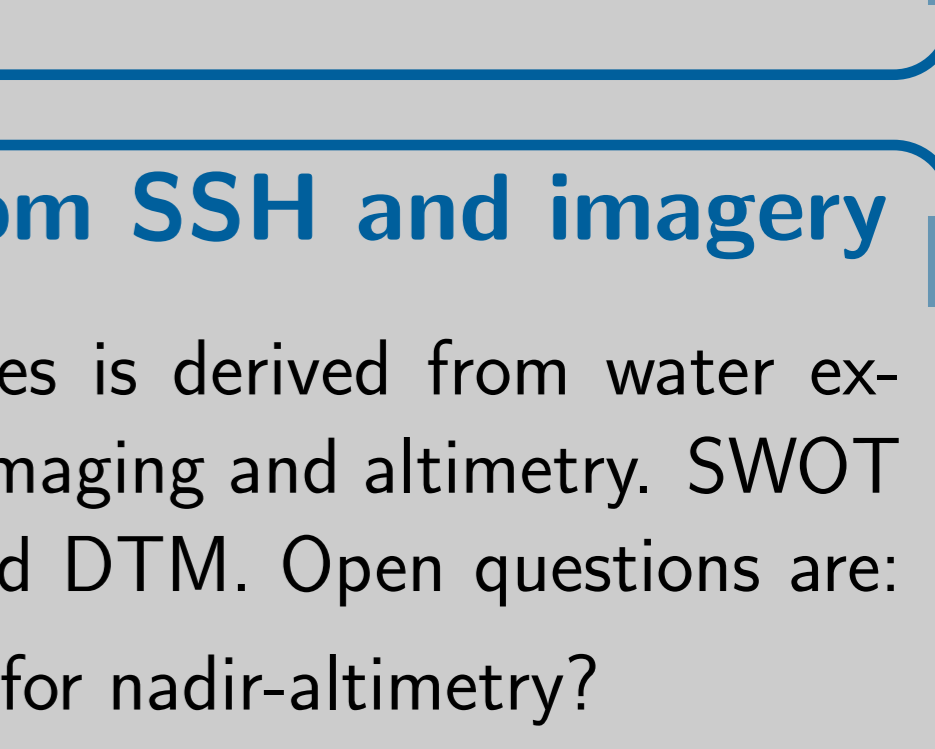 om SSH and imagery
es is derived from water ex-
maging and altimetry. SWOT
d DTM. Open questions are:
for nadir-altimetry?